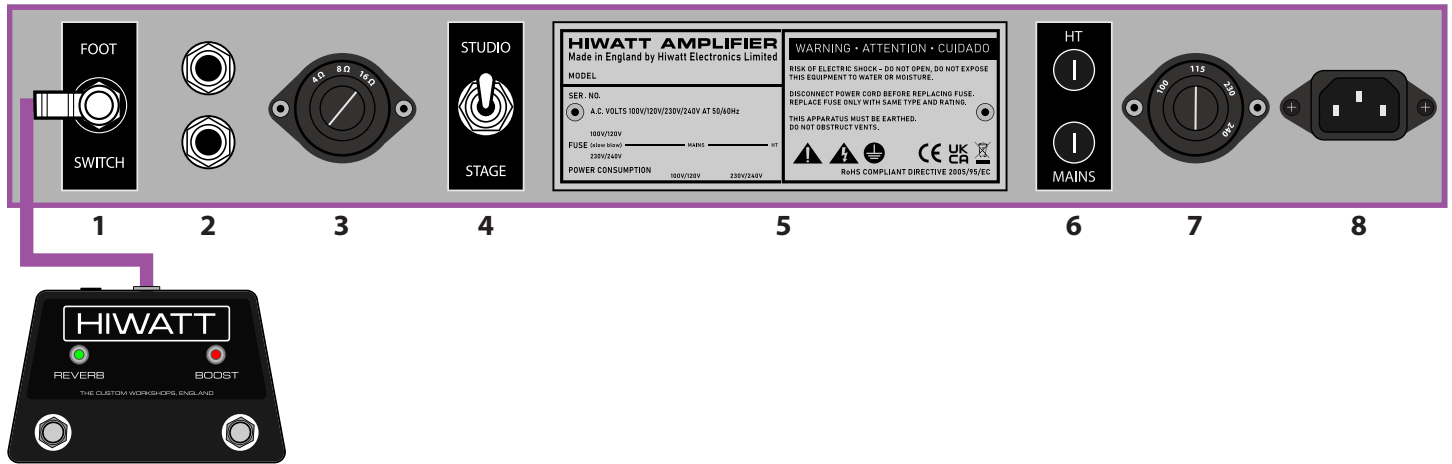 FOOT
SWITCH
4Ω 8Ω 16Ω
STUDIO
STAGE
HIWATT AMPLIFIER
Made in England by Hiwatt Electronics Limited
MODEL
SER. NO.
A.C. VOLTS 100V/120V/230V/240V AT 50/60Hz
100V/120V
FUSE (slow blow) MAINS HT
230V/240V
POWER CONSUMPTION 100V/120V 230V/240V
WARNING • ATTENTION • CUIDADO
RISK OF ELECTRIC SHOCK – DO NOT OPEN, DO NOT EXPOSE
THIS EQUIPMENT TO WATER OR MOISTURE.
DISCONNECT POWER CORD BEFORE REPLACING FUSE.
REPLACE FUSE ONLY WITH SAME TYPE AND RATING.
THIS APPARATUS MUST BE EARTHED.
DO NOT OBSTRUCT VENTS.
CE UK
CA
RoHS COMPLIANT DIRECTIVE 2005/95/EC
HT
MAINS
100 115 230 240
1 2 3 4 5 6 7 8
HIWATT
REVERB BOOST
THE CUSTOM WORKSHOPS, ENGLAND